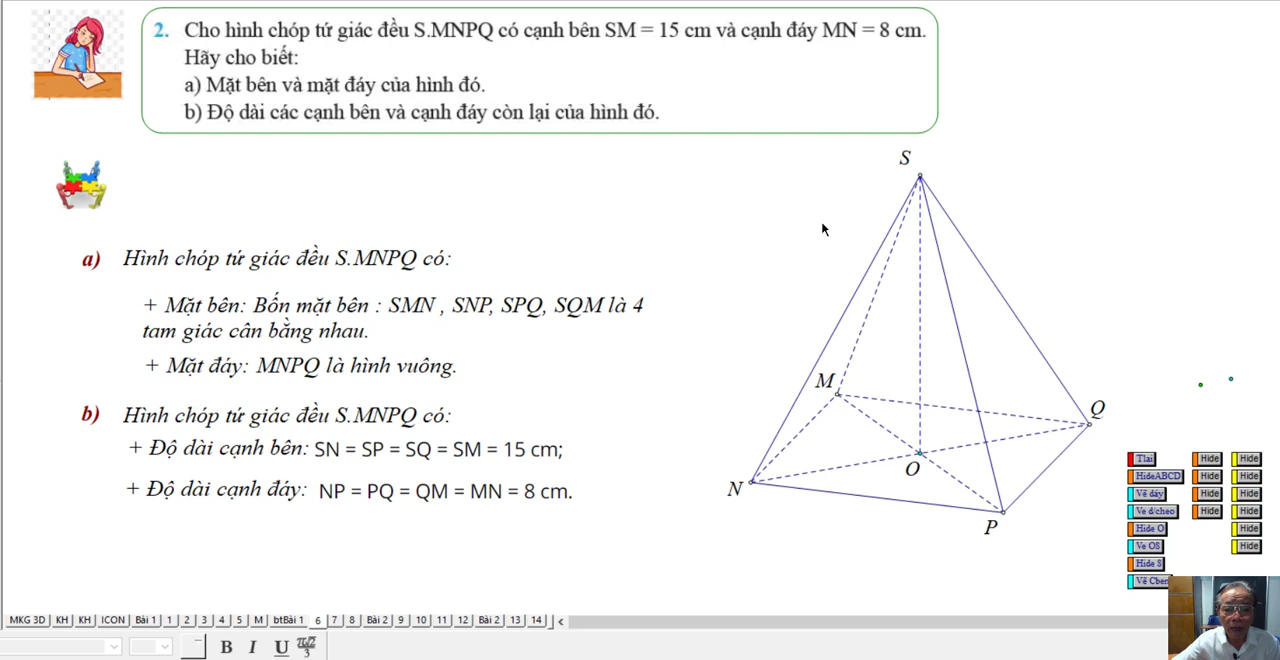 2. Cho hình chóp tứ giác đều S.MNPQ có cạnh bên SM = 15 cm và cạnh đáy MN = 8 cm.
Hãy cho biết:
a) Mặt bên và mặt đáy của hình đó.
b) Độ dài các cạnh bên và cạnh đáy còn lại của hình đó.
S
a) Hình chóp tứ giác đều S.MNPQ có:
+ Mặt bên: Bốn mặt bên : SMN , SNP, SPQ, SQM là 4
tam giác cân bằng nhau.
+ Mặt đáy: MNPQ là hình vuông.
M
Q
b) Hình chóp tứ giác đều S.MNPQ có:
+ Độ dài cạnh bên: SN = SP = SQ = SM = 15 cm;
+ Độ dài cạnh đáy: NP = PQ = QM = MN = 8 cm.
O
N
P
Tlai Hide Hide
HideABCD Hide Hide
Vẽ đáy Hide Hide
Ve d/cheo Hide Hide
Hide O Hide
Ve OS Hide
Hide S
Vẽ Cben
MKG 3D KH KH ICON Bài 1 1 2 3 4 5 M btBài 1 6 7 8 Bài 2 9 10 11 12 Bài 2 13 14 <
B I U